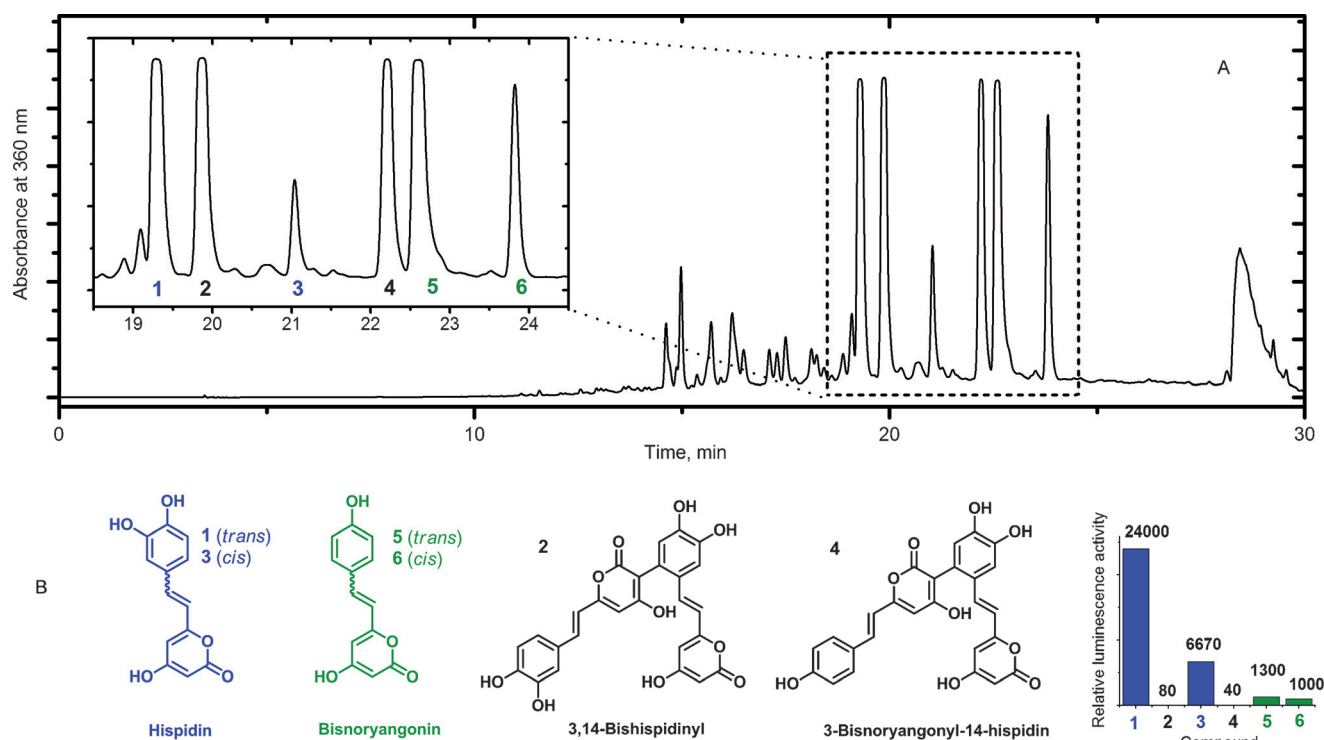 A
Absorbance at 360 nm
1 2 3 4 5 6
19 20 21 22 23 24
0 10 20 30
Time, min
B
OH
HO
1 (trans)
3 (cis)
O
HO O
Hispidin
OH
5 (trans)
6 (cis)
O
HO O
Bisnoryangonin
2
OH
O OH
O
OH
O
HO HO O
OH
3,14-Bishispidinyl
4
OH
O OH
O
OH
O
HO HO O
3-Bisnoryangonyl-14-hispidin
Relative luminescence activity
24000
6670
80 40 1300 1000
1 2 3 4 5 6